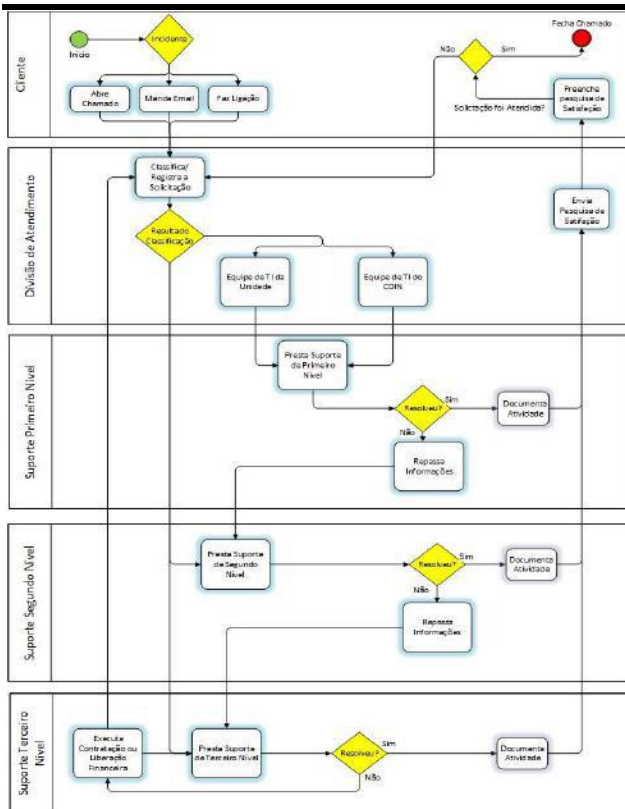 Cliente
Início
Incidente
Abre
Chamado
Manda Email
Faz Ligação
Fecha Chamado
Não
Sim
Solicitação foi Atendida?
Preenche
pesquisa de
Satisfação
Divisão de Atendimento
Classifica/
Registra a
Solicitação
Resultado
Classificação
Equipe de TI da
Unidade
Equipe de TI do
CDIN
Envia
Pesquisa de
Satifação
Suporte Primeiro Nível
Presta Suporte
de Primeiro
Nível
Resolveu?
Sim
Não
Documenta
Atividade
Repassa
Informações
Suporte Segundo Nível
Presta Suporte
de Segundo
Nível
Resolveu?
Sim
Não
Documenta
Atividade
Repassa
Informações
Suporte Terceiro
Nível
Execute
Contratação ou
Liberação
Financeira
Presta Suporte
de Terceiro Nível
Resolveu?
Sim
Não
Documenta
Atividade